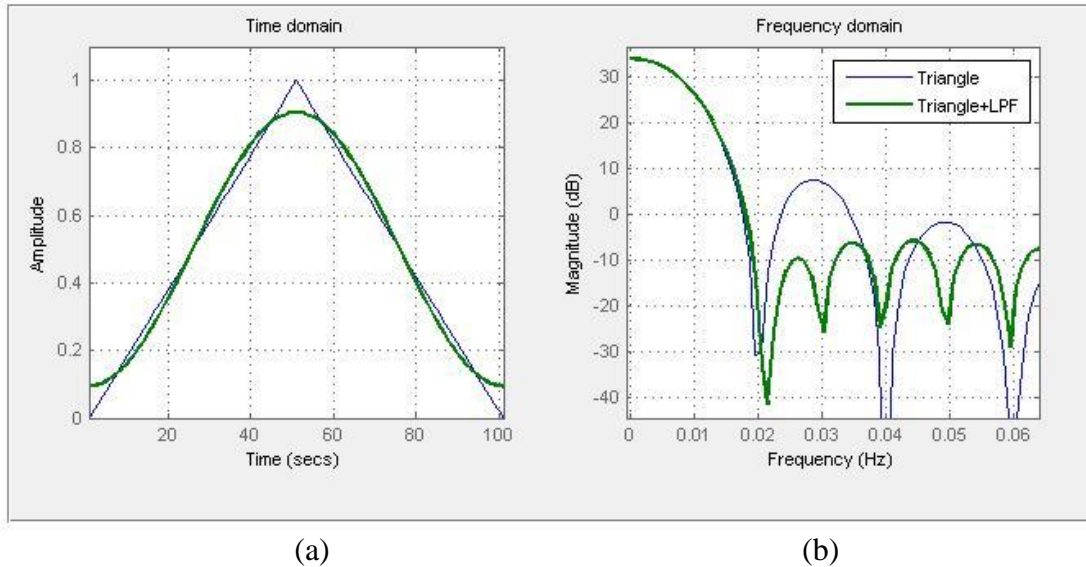 Time domain
Amplitude
1
0.8
0.6
0.4
0.2
0
20
40
60
80
100
Time (secs)
Frequency domain
Magnitude (dB)
30
20
10
0
-10
-20
-30
-40
Triangle
Triangle+LPF
0
0.01
0.02
0.03
0.04
0.05
0.06
Frequency (Hz)
(a)
(b)